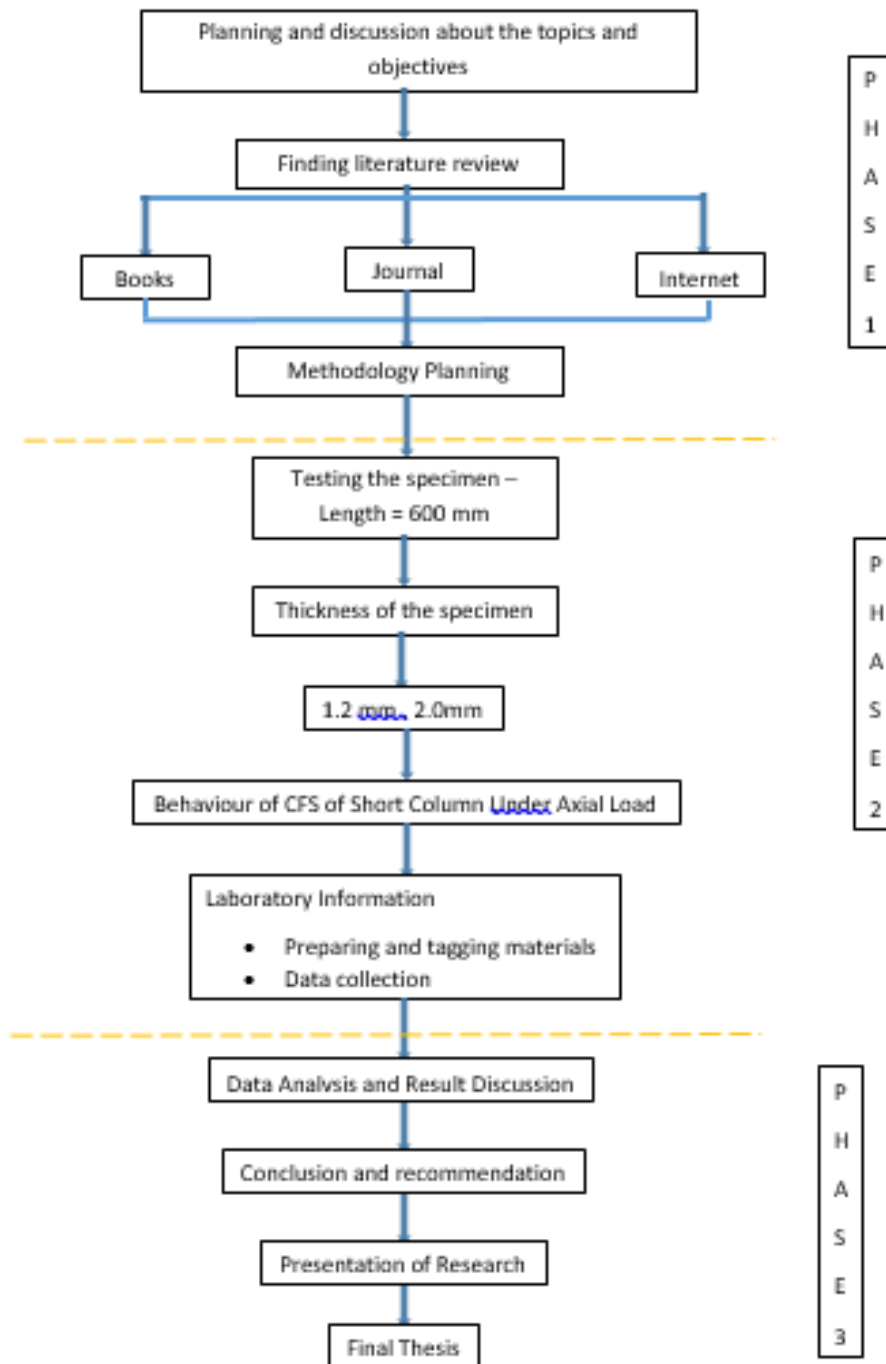 Planning and discussion about the topics and
objectives
Finding literature review
Books
Journal
Internet
Methodology Planning
PHASE 1
Testing the specimen –
Length = 600 mm
Thickness of the specimen
1.2 mm , 2.0mm
Behaviour of CFS of Short Column Under Axial Load
Laboratory Information
• Preparing and tagging materials
• Data collection
PHASE 2
Data Analysis and Result Discussion
Conclusion and recommendation
Presentation of Research
Final Thesis
PHASE 3